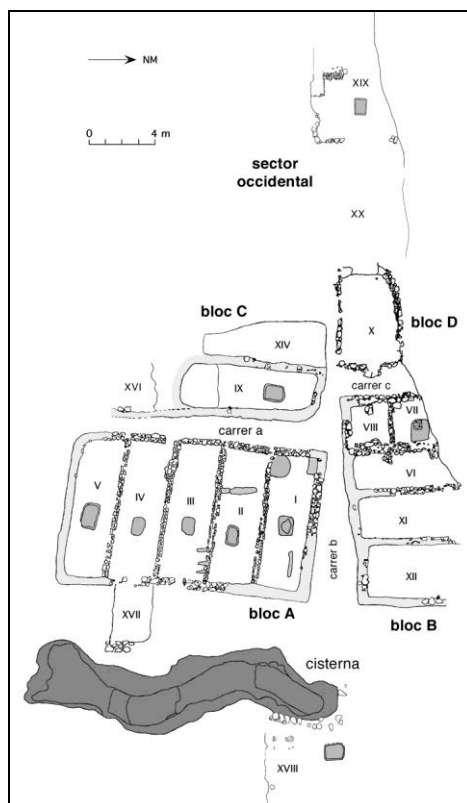 NM
0 4 m
XIX
sector
occidental
XX
bloc D
X
bloc C
XIV
carrer c
XVI
IX
VII
VIII
carrer a
VI
V
IV
III
II
I
XI
carrer b
XII
XVII
bloc A
bloc B
cisterna
XVIII